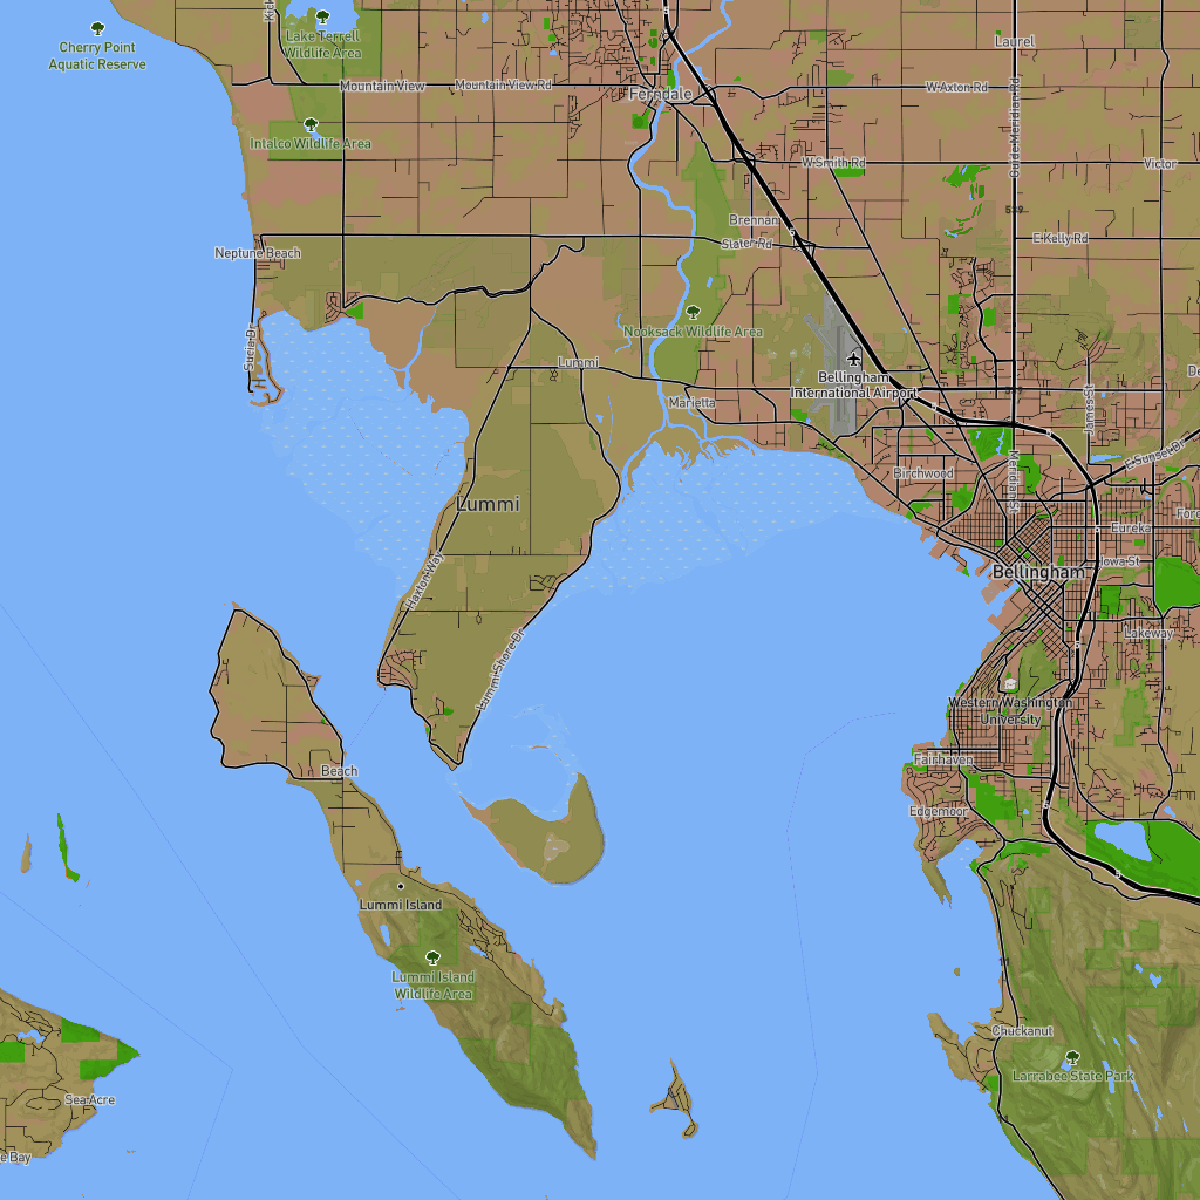 Cherry Point
Aquatic Reserve
Lake Terrell
Wildlife Area
Laurel
Mountain View
Mountain View Rd
Ferndale
W Axton Rd
Guide Meridian Rd
Intalco Wildlife Area
W Smith Rd
Victor
Brennan
Slater Rd
E Kelly Rd
Neptune Beach
Sucia Dr
Nooksack Wildlife Area
Lummi
Bellingham
International Airport
Marietta
James St
E Sunset Dr
Meridian St
Birchwood
Lummi
Eureka
Iowa St
Bellingham
Haxton Way
Lakeway
Lummi Shore Dr
Western Washington
University
Fairhaven
Beach
Edgemoor
Lummi Island
Lummi Island
Wildlife Area
Chuckanut
Larrabee State Park
Sea Acre
e Bay